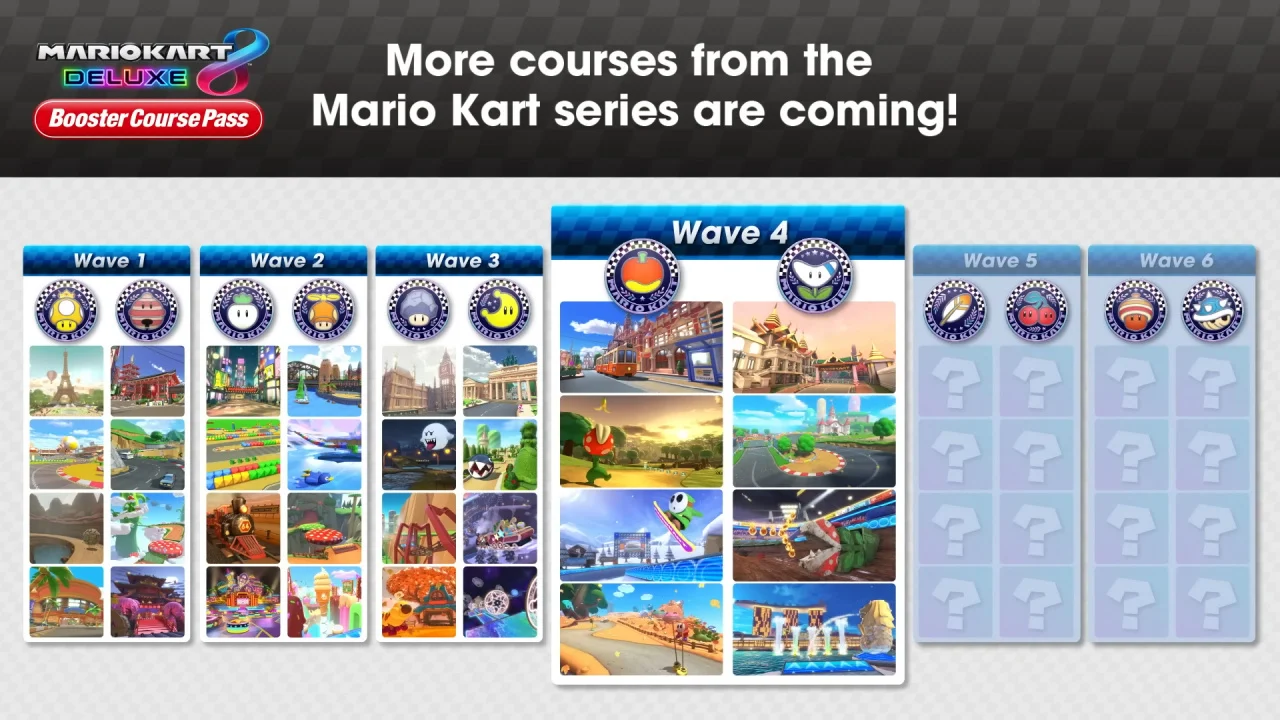 MARIOKART 8
DELUXE
Booster Course Pass
More courses from the
Mario Kart series are coming!
Wave 1
Wave 2
Wave 3
Wave 4
Wave 5
Wave 6